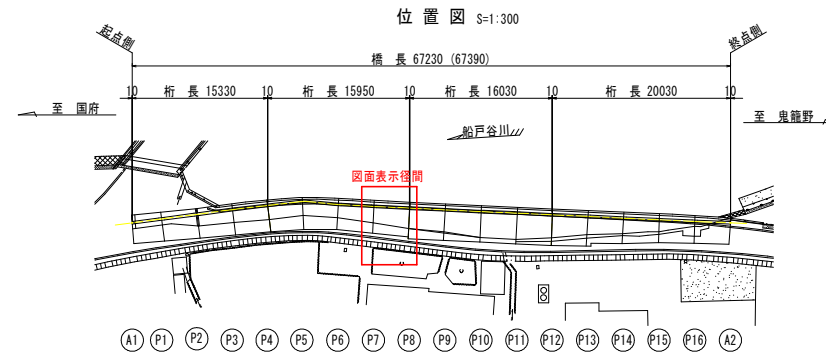 位置図 S=1:300
起点側
終点側
橋長 67230 (67390)
10 桁長 15330 10 桁長 15950 10 桁長 16030 10 桁長 20030 10
至 国府
船戸谷川
至 鬼籠野
図面表示径間
A1 P1 P2 P3 P4 P5 P6 P7 P8 P9 P10 P11 P12 P13 P14 P15 P16 A2